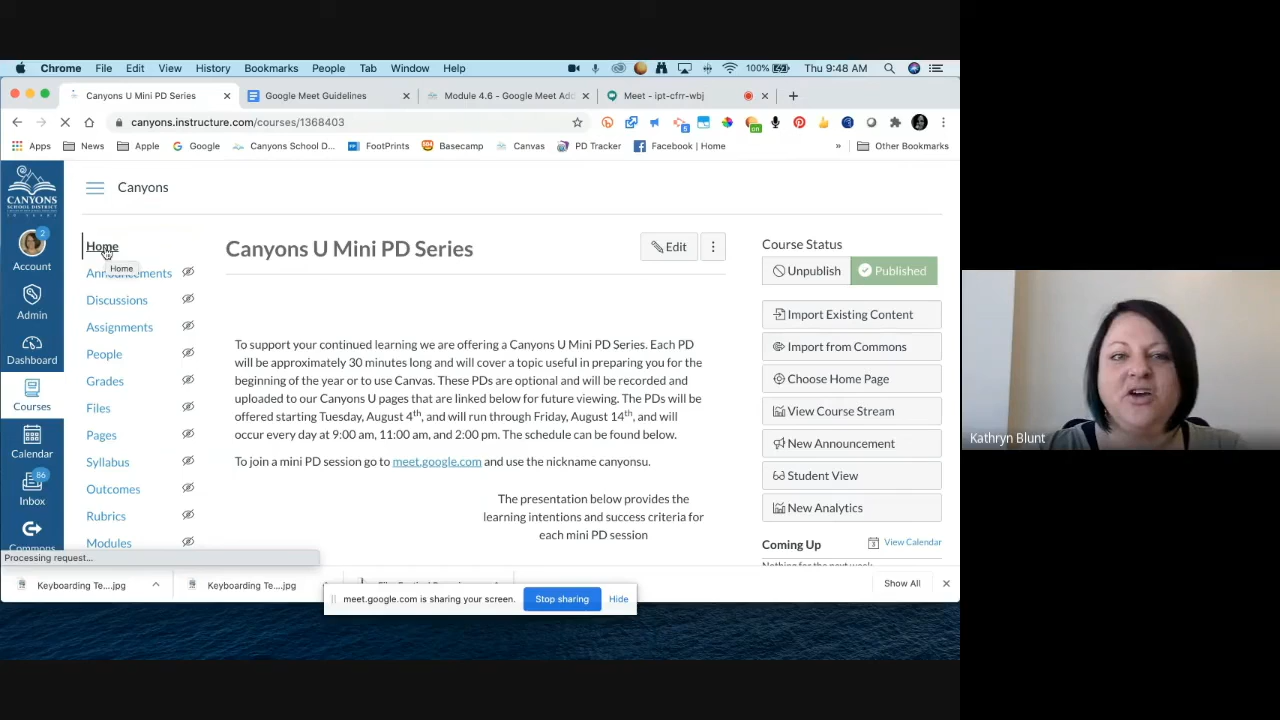 Chrome File Edit View History Bookmarks People Tab Window Help 100% Thu 9:48 AM
Canyons U Mini PD Series Google Meet Guidelines Module 4.6 - Google Meet Add Meet - ipt-cfrr-wbj
canyons.instructure.com/courses/1368403
Apps News Apple Google Canyons School D... FootPrints Basecamp Canvas PD Tracker Facebook | Home » Other Bookmarks
CANYONS
SCHOOL DISTRICT
Canyons
2
Account
Admin
Dashboard
Courses
Calendar
86
Inbox
Commons
Home
Home
Announcements
Discussions
Assignments
People
Grades
Files
Pages
Syllabus
Outcomes
Rubrics
Modules
Canyons U Mini PD Series
Edit
To support your continued learning we are offering a Canyons U Mini PD Series. Each PD
will be approximately 30 minutes long and will cover a topic useful in preparing you for the
beginning of the year or to use Canvas. These PDs are optional and will be recorded and
uploaded to our Canyons U pages that are linked below for future viewing. The PDs will be
offered starting Tuesday, August 4th, and will run through Friday, August 14th, and will
occur every day at 9:00 am, 11:00 am, and 2:00 pm. The schedule can be found below.
To join a mini PD session go to meet.google.com and use the nickname canyonsu.
The presentation below provides the
learning intentions and success criteria for
each mini PD session
Course Status
Unpublish Published
Import Existing Content
Import from Commons
Choose Home Page
View Course Stream
New Announcement
Student View
New Analytics
Coming Up View Calendar
Nothing for the next week
Processing request...
Keyboarding Te....jpg Keyboarding Te....jpg Show All
meet.google.com is sharing your screen. Stop sharing Hide
Kathryn Blunt